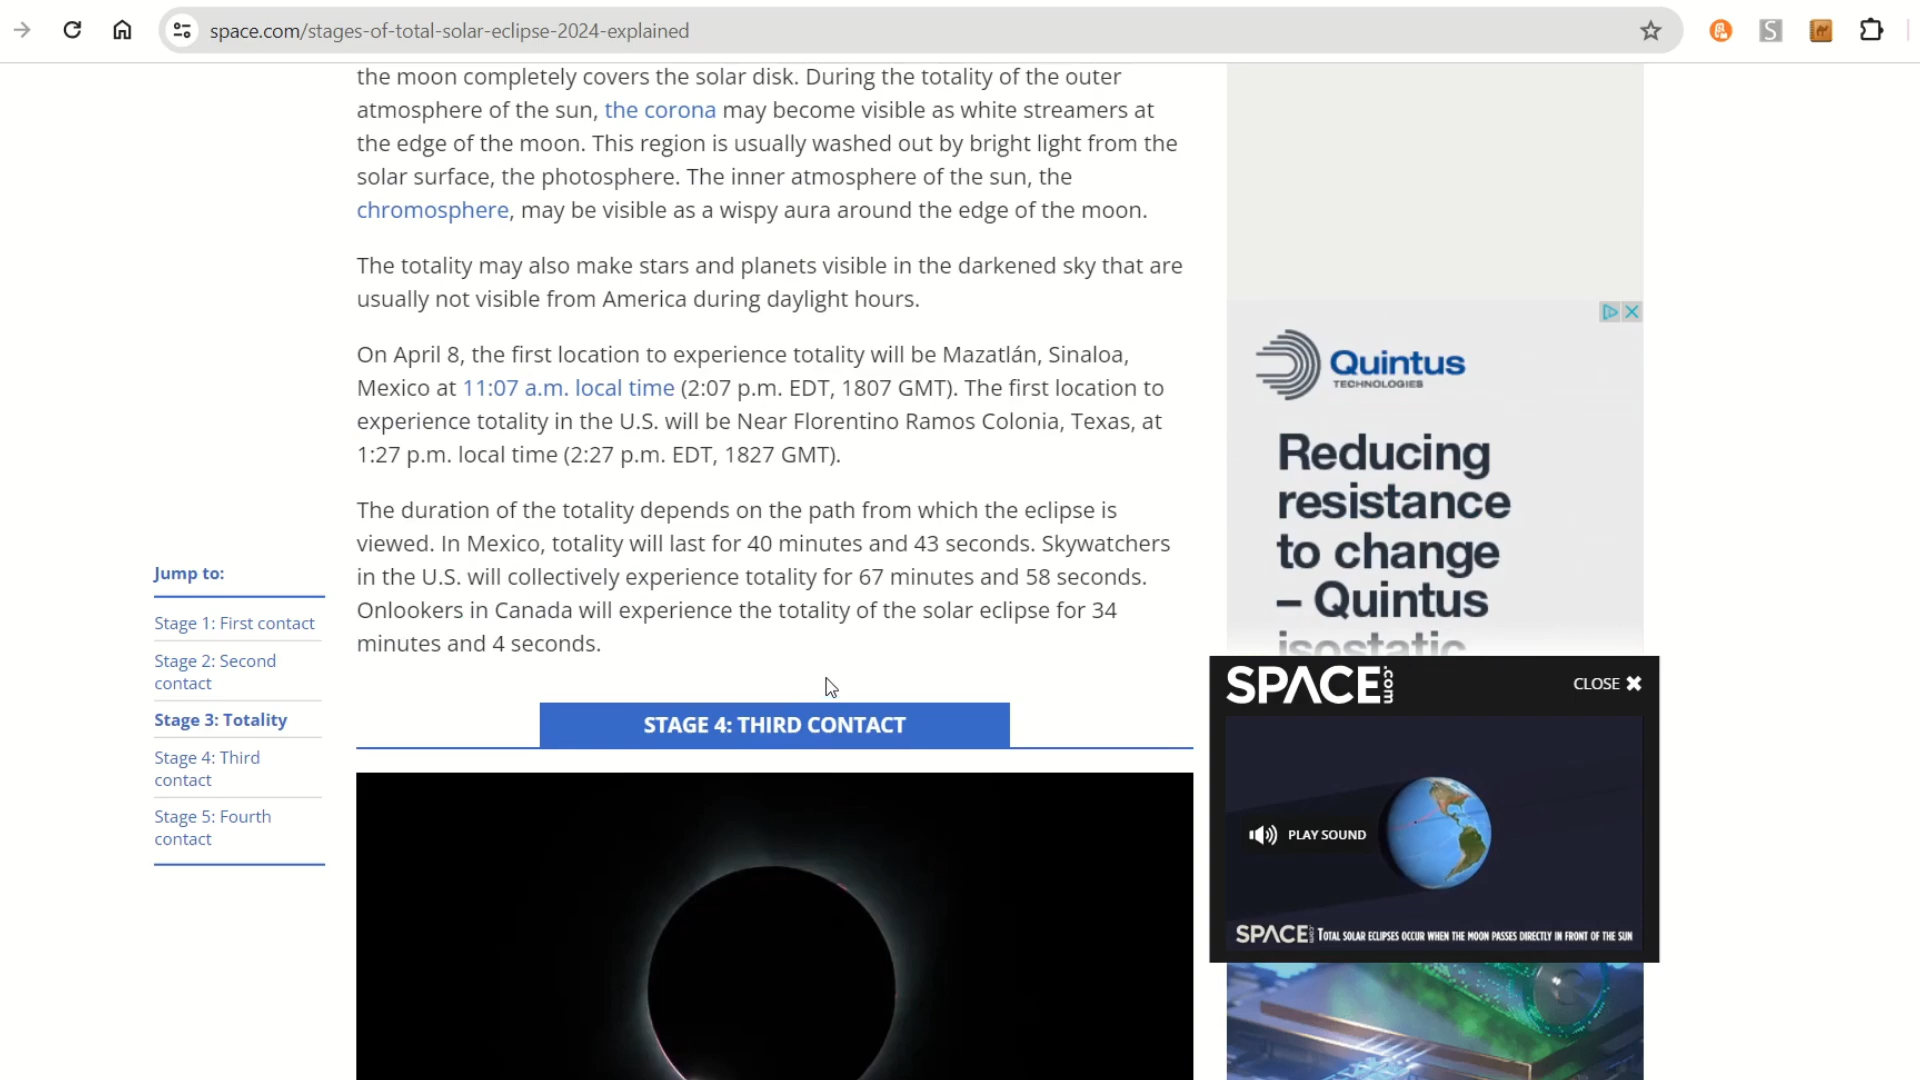 space.com/stages-of-total-solar-eclipse-2024-explained
the moon completely covers the solar disk. During the totality of the outer
atmosphere of the sun, the corona may become visible as white streamers at
the edge of the moon. This region is usually washed out by bright light from the
solar surface, the photosphere. The inner atmosphere of the sun, the
chromosphere, may be visible as a wispy aura around the edge of the moon.
The totality may also make stars and planets visible in the darkened sky that are
usually not visible from America during daylight hours.
On April 8, the first location to experience totality will be Mazatlán, Sinaloa,
Mexico at 11:07 a.m. local time (2:07 p.m. EDT, 1807 GMT). The first location to
experience totality in the U.S. will be Near Florentino Ramos Colonia, Texas, at
1:27 p.m. local time (2:27 p.m. EDT, 1827 GMT).
The duration of the totality depends on the path from which the eclipse is
viewed. In Mexico, totality will last for 40 minutes and 43 seconds. Skywatchers
in the U.S. will collectively experience totality for 67 minutes and 58 seconds.
Onlookers in Canada will experience the totality of the solar eclipse for 34
minutes and 4 seconds.
STAGE 4: THIRD CONTACT
Jump to:
Stage 1: First contact
Stage 2: Second
contact
Stage 3: Totality
Stage 4: Third
contact
Stage 5: Fourth
contact
Quintus
TECHNOLOGIES
Reducing
resistance
to change
– Quintus
isostatic
SPACE.com
CLOSE
PLAY SOUND
SPACE.com TOTAL SOLAR ECLIPSES OCCUR WHEN THE MOON PASSES DIRECTLY IN FRONT OF THE SUN
S